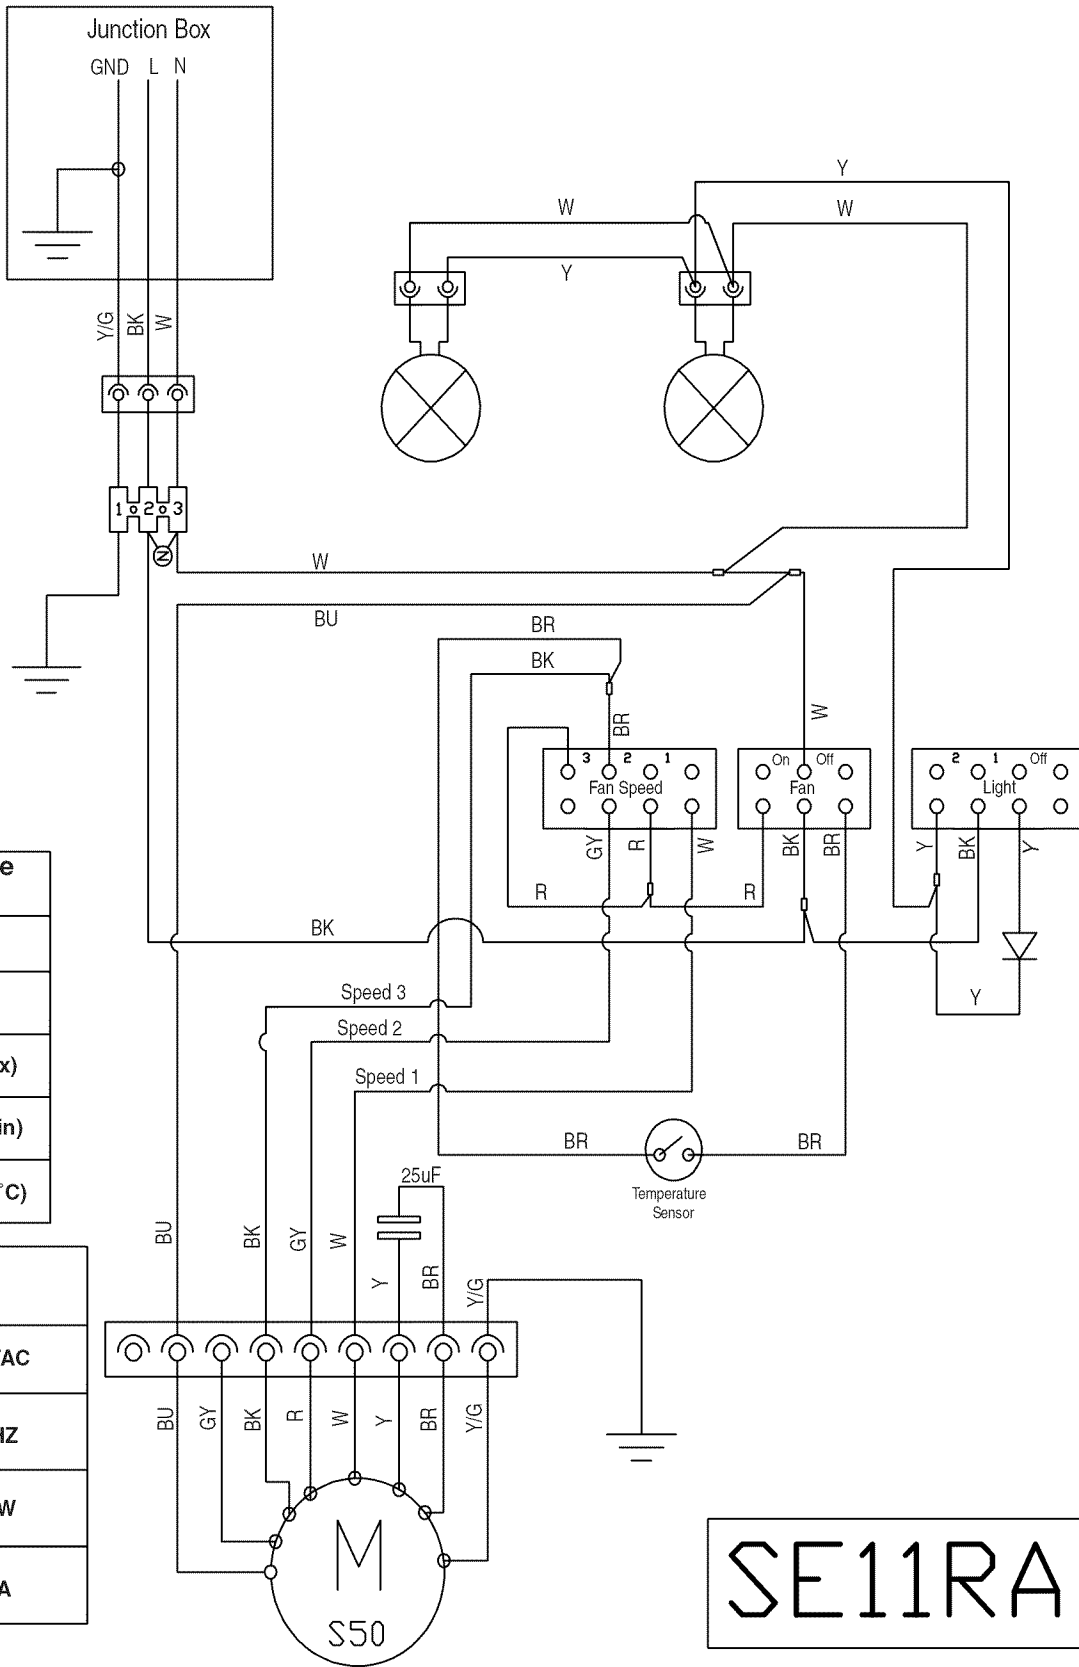 Junction Box
GND L N
Y
W
W
Y
Y/G
BK
W
1 2 3
N
W
BU
BR
BK
BR
W
3 2 1
Fan Speed
On Off
Fan
2 1 Off
Light
GY
R
W
BK
BR
Y
BK
Y
R
R
BK
e
Speed 3
Y
Speed 2
x)
Speed 1
in)
BR
BR
25uF
°C)
Temperature
Sensor
BU
BK
GY
W
Y
BR
Y/G
AC
BU
GY
BK
R
W
Y
BR
Y/G
HZ
W
M
A
S50
SE11RA